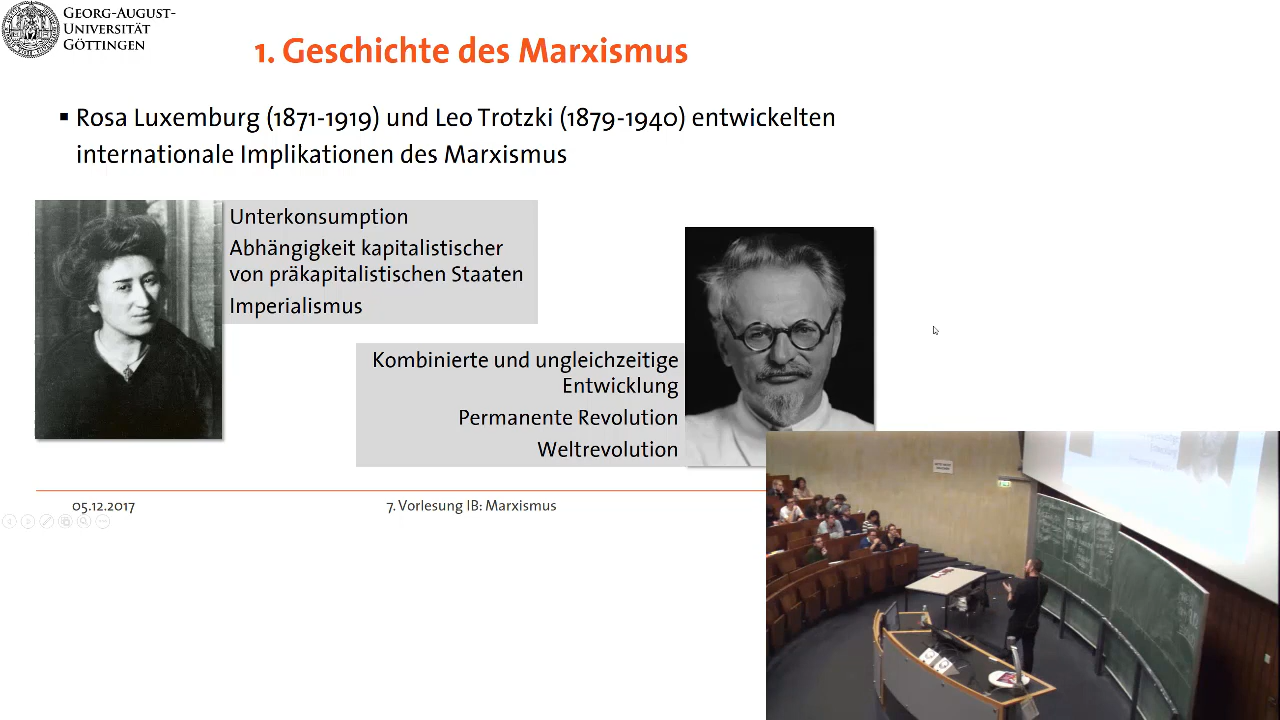 GEORG-AUGUST-
UNIVERSITÄT
GÖTTINGEN
1. Geschichte des Marxismus
▪ Rosa Luxemburg (1871-1919) und Leo Trotzki (1879-1940) entwickelten
internationale Implikationen des Marxismus
Unterkonsumption
Abhängigkeit kapitalistischer
von präkapitalistischen Staaten
Imperialismus
Kombinierte und ungleichzeitige
Entwicklung
Permanente Revolution
Weltrevolution
05.12.2017
7. Vorlesung IB: Marxismus